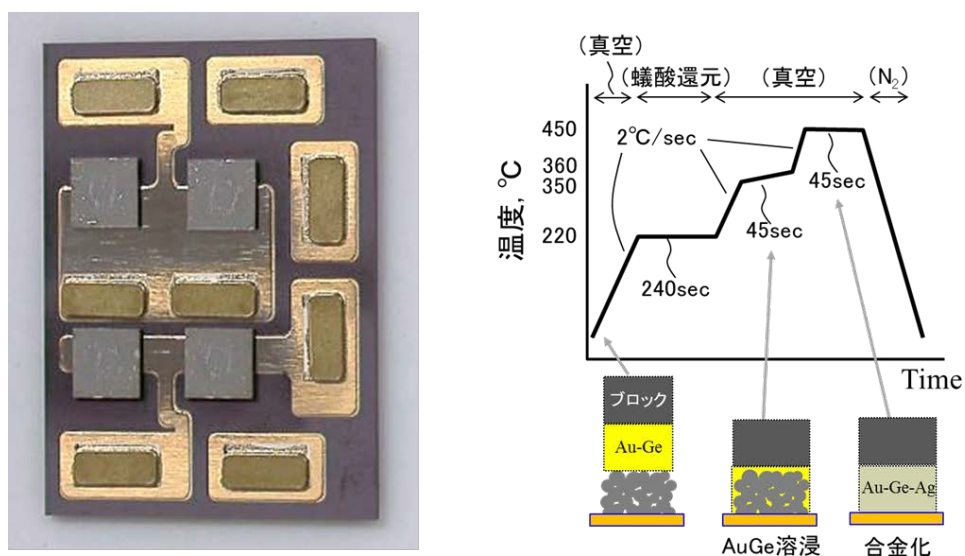 (真空)
(蟻酸還元)
(真空)
(N₂)
450
360
350
220
温度, ℃
2℃/sec
45sec
45sec
240sec
Time
ブロック
Au-Ge
Au-Ge-Ag
AuGe溶浸
合金化